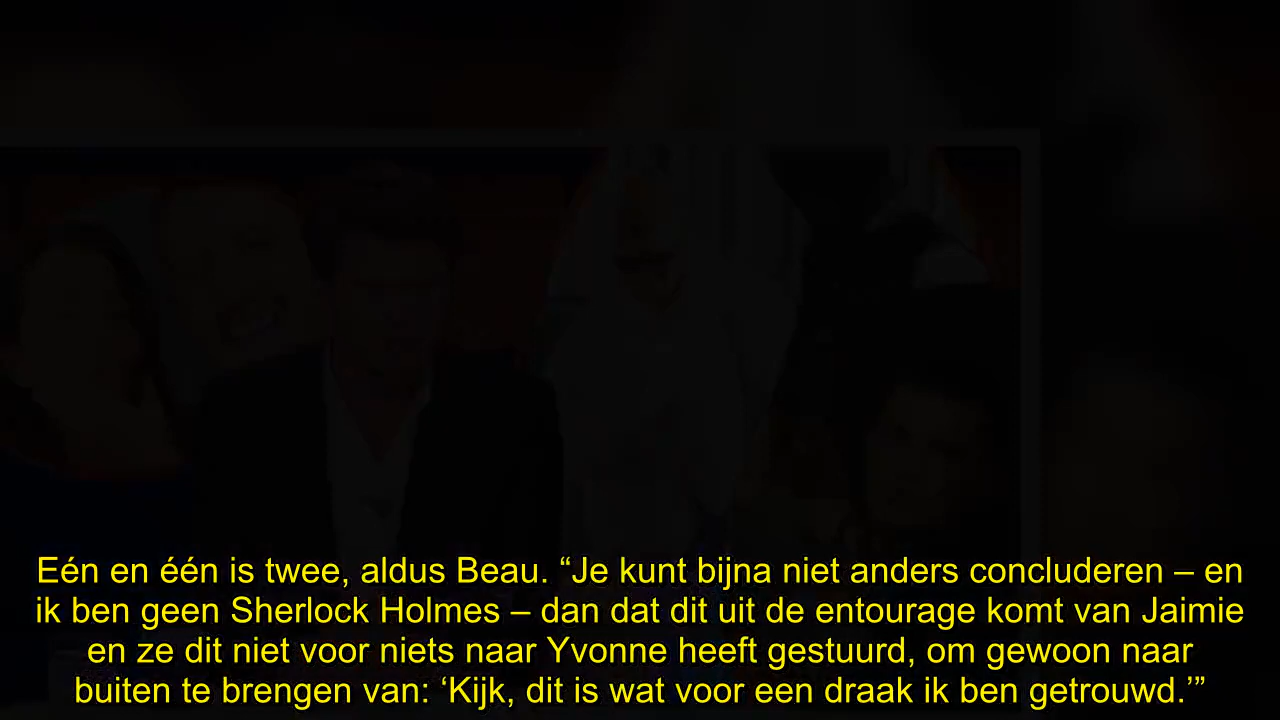 Eén en één is twee, aldus Beau. “Je kunt bijna niet anders concluderen – en
ik ben geen Sherlock Holmes – dan dat dit uit de entourage komt van Jaimie
en ze dit niet voor niets naar Yvonne heeft gestuurd, om gewoon naar
buiten te brengen van: ‘Kijk, dit is wat voor een draak ik ben getrouwd.’”